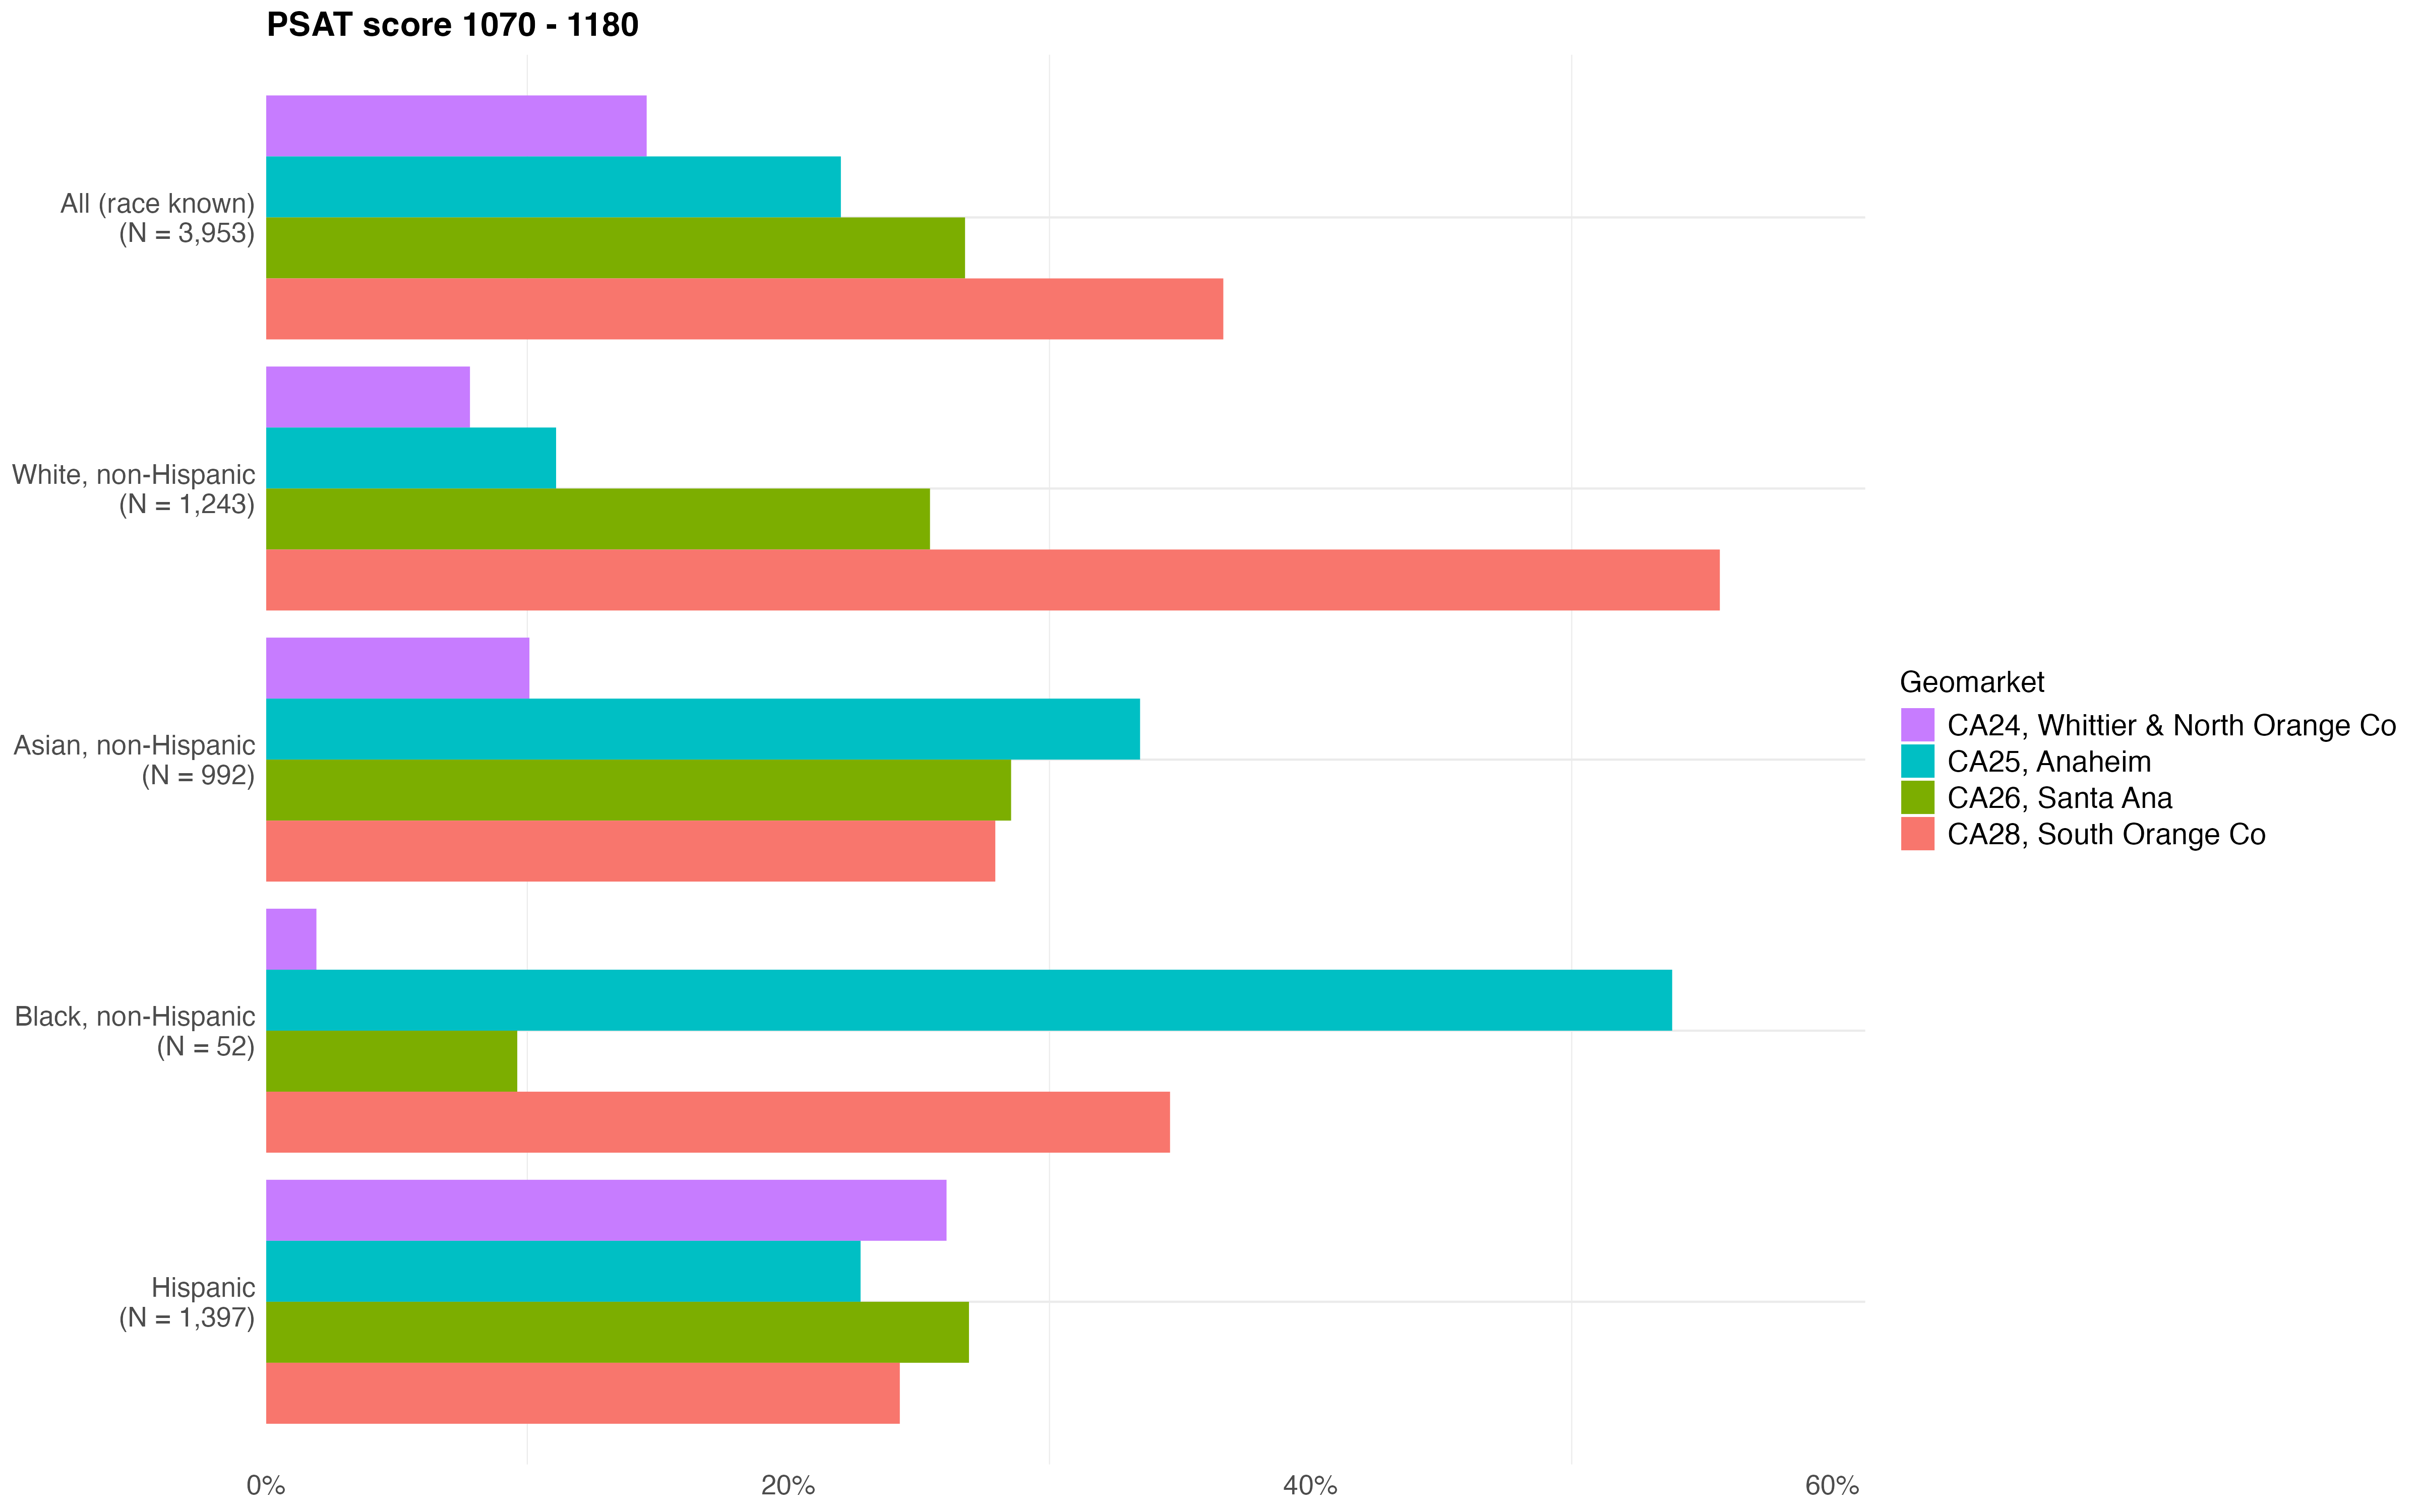 PSAT score 1070 - 1180
All (race known)
(N = 3,953)
White, non-Hispanic
(N = 1,243)
Asian, non-Hispanic
(N = 992)
Black, non-Hispanic
(N = 52)
Hispanic
(N = 1,397)
0%
20%
40%
60%
Geomarket
CA24, Whittier & North Orange Co
CA25, Anaheim
CA26, Santa Ana
CA28, South Orange Co